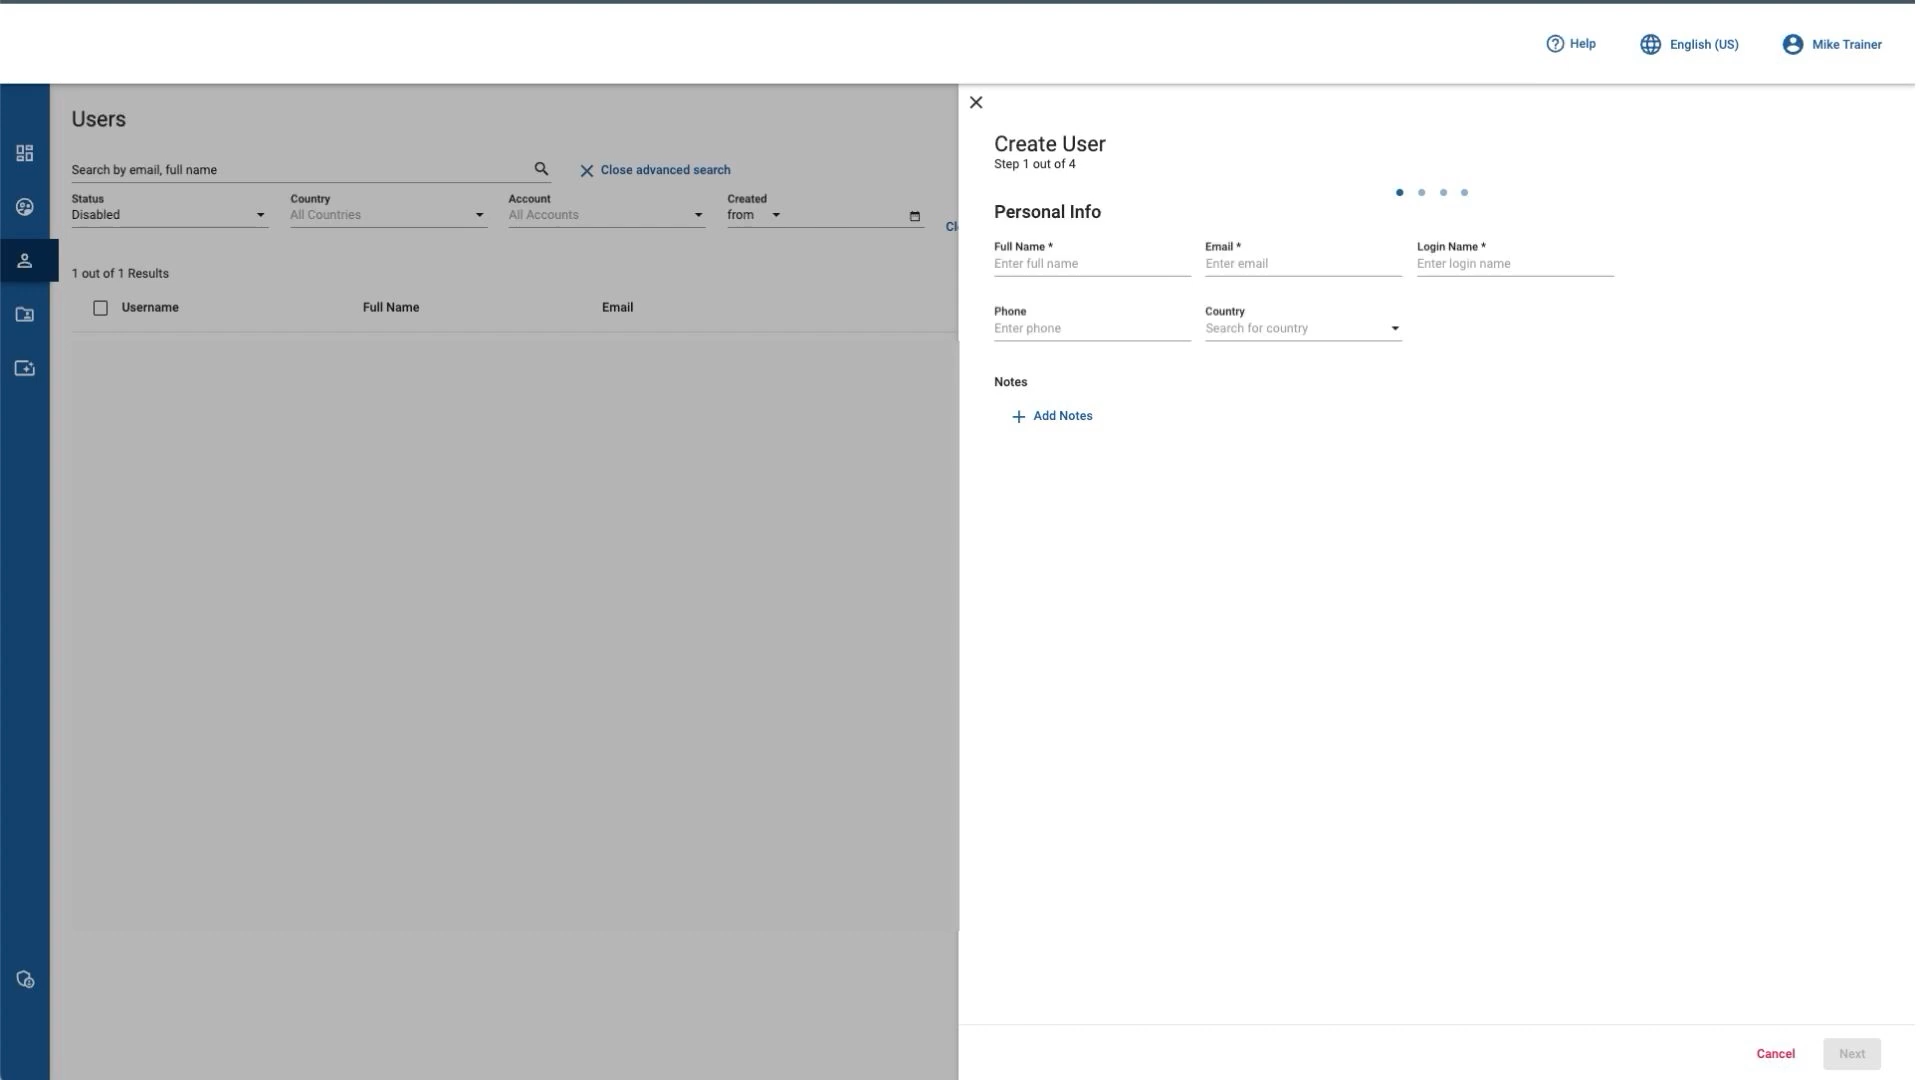 Help
English (US)
Mike Trainer
Users
Search by email, full name
Close advanced search
Status
Country
Account
Created
Disabled
All Countries
All Accounts
from
1 out of 1 Results
Username
Full Name
Email
Create User
Step 1 out of 4
Personal Info
Full Name *
Email *
Login Name *
Enter full name
Enter email
Enter login name
Phone
Country
Enter phone
Search for country
Notes
Add Notes
Cancel
Next